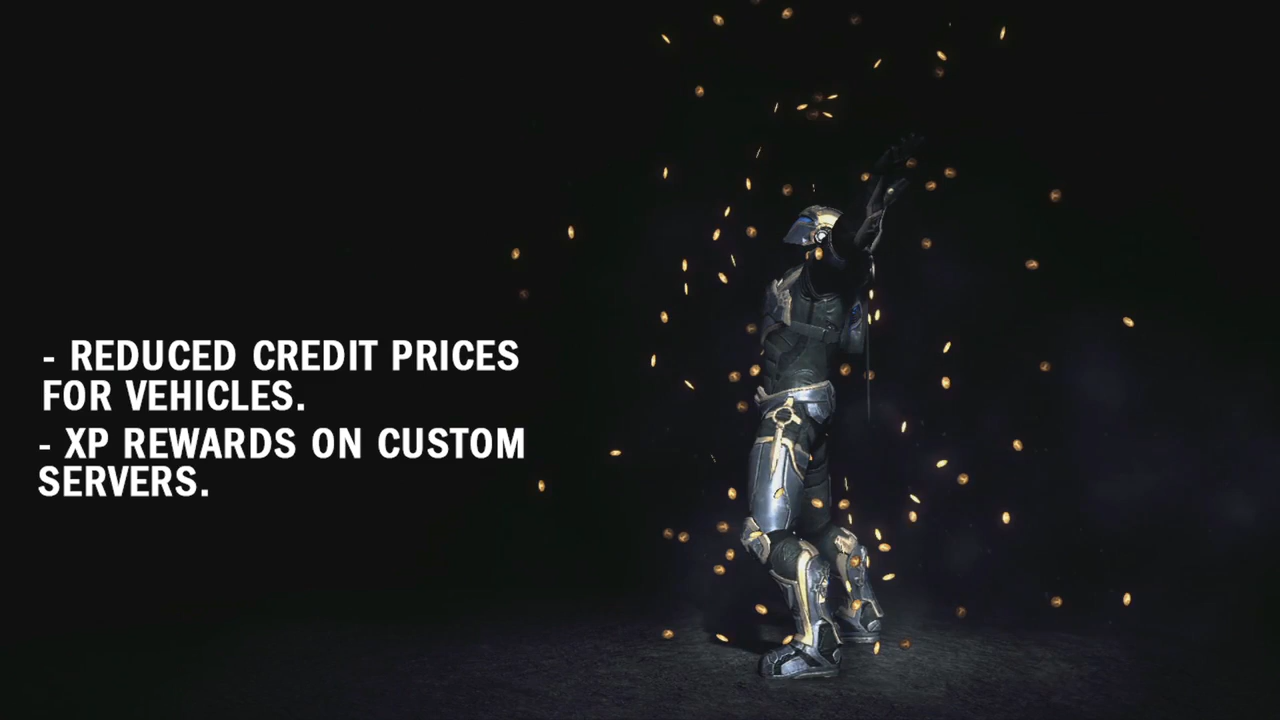 - REDUCED CREDIT PRICES
FOR VEHICLES.
- XP REWARDS ON CUSTOM
SERVERS.